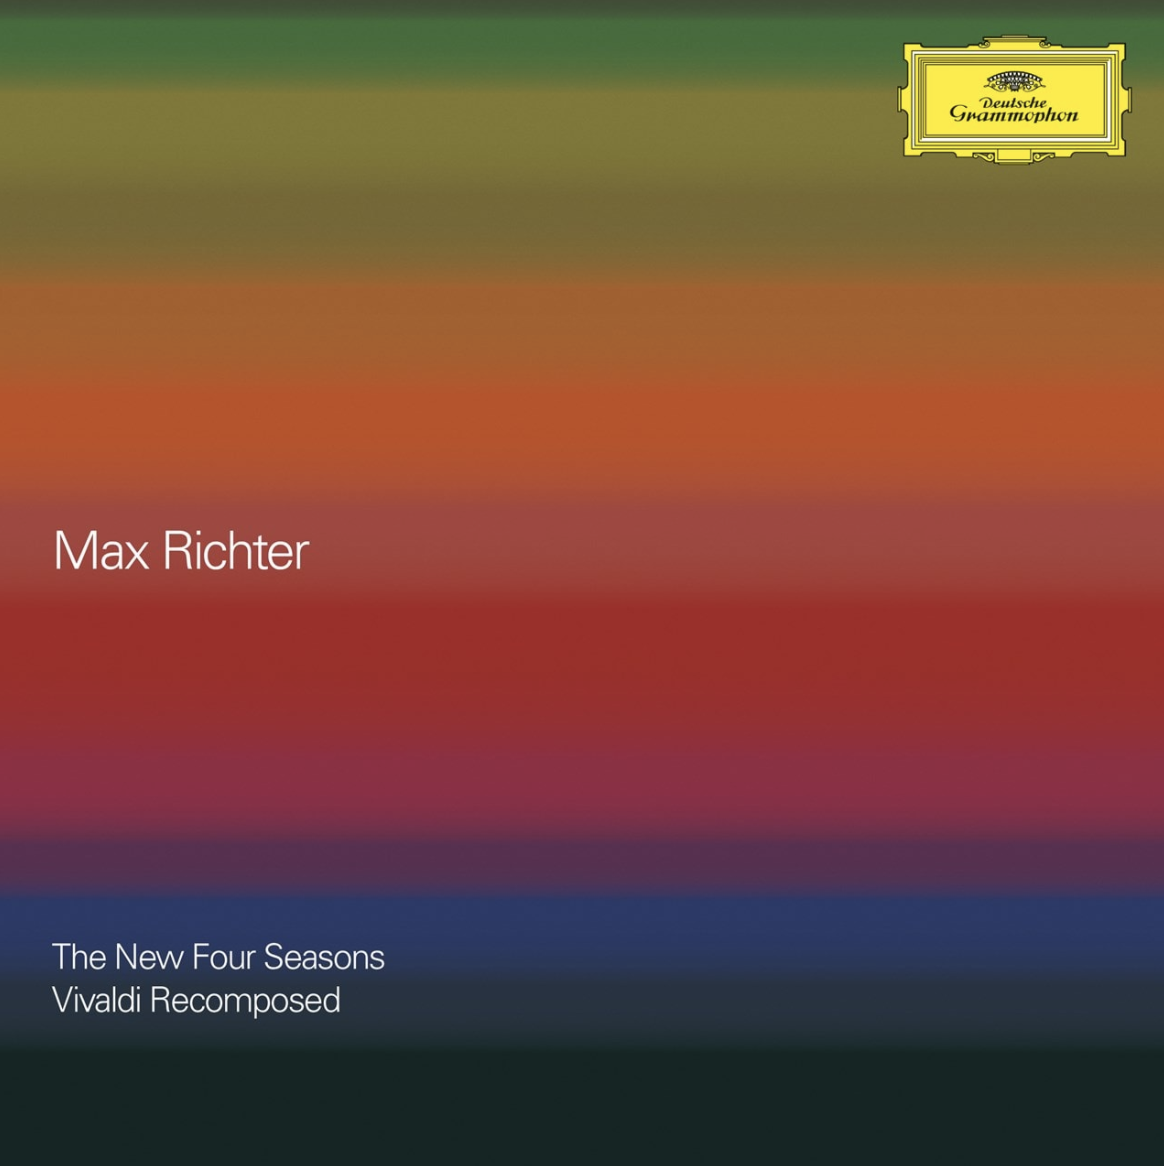 Deutsche
Grammophon
Max Richter
The New Four Seasons
Vivaldi Recomposed